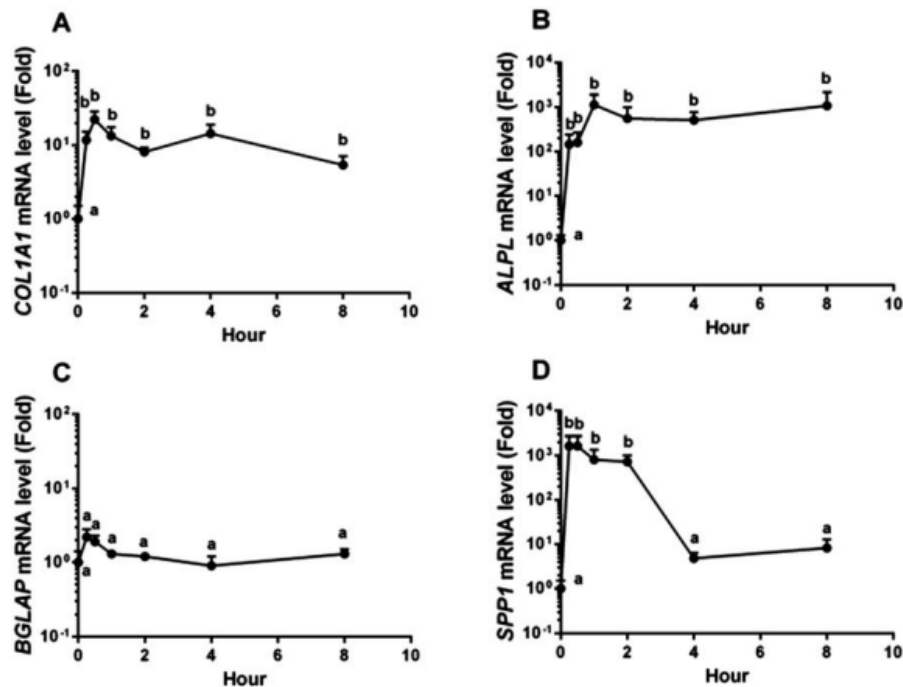 A
COL1A1 mRNA level (Fold)
10²
10¹
10⁰
10⁻¹
b
b
b
b
b
b
a
0 2 4 6 8 10
Hour
B
ALPL mRNA level (Fold)
10⁴
10³
10²
10¹
10⁰
10⁻¹
b
b
b
b
b
b
a
0 2 4 6 8 10
Hour
C
BGLAP mRNA level (Fold)
10²
10¹
10⁰
10⁻¹
a
a
a
a
a
a
a
0 2 4 6 8 10
Hour
D
SPP1 mRNA level (Fold)
10⁴
10³
10²
10¹
10⁰
10⁻¹
b b
b
b
a
a
a
0 2 4 6 8 10
Hour